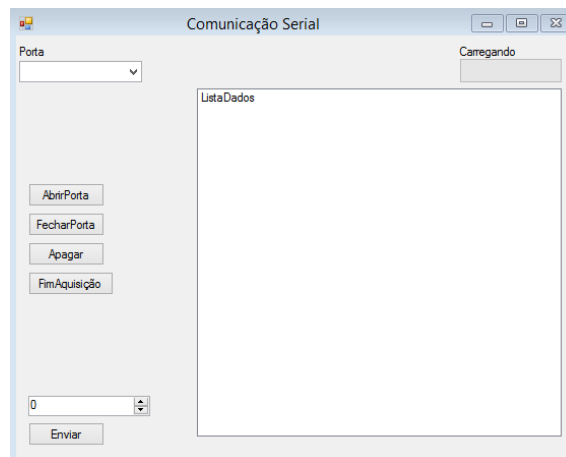 Comunicação Serial
Porta
Carregando
ListaDados
AbrirPorta
FecharPorta
Apagar
FimAquisição
0
Enviar